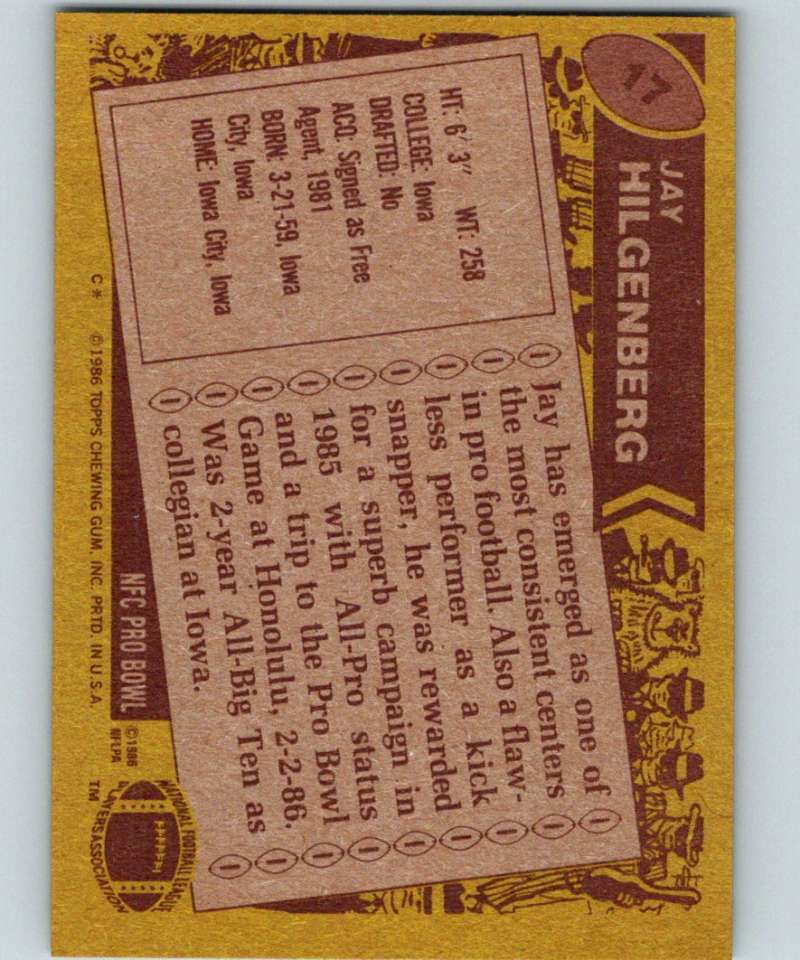 17
JAY
HILGENBERG
HT: 6' 3" WT: 258
COLLEGE: Iowa
DRAFTED: No
ACQ: Signed as Free
Agent, 1981
BORN: 3-21-59, Iowa
City, Iowa
HOME: Iowa City, Iowa
Jay has emerged as one of
the most consistent centers
in pro football. Also a flaw-
less performer as a kick
snapper, he was rewarded
for a superb campaign in
1985 with All-Pro status
and a trip to the Pro Bowl
Game at Honolulu, 2-2-86.
Was 2-year All-Big Ten as
collegian at Iowa.
NFC PRO BOWL
©1986
NFLPA
C* ©1986 TOPPS CHEWING GUM, INC. PRTD. IN U.S.A.
NATIONAL FOOTBALL LEAGUE
PLAYERS ASSOCIATION
TM